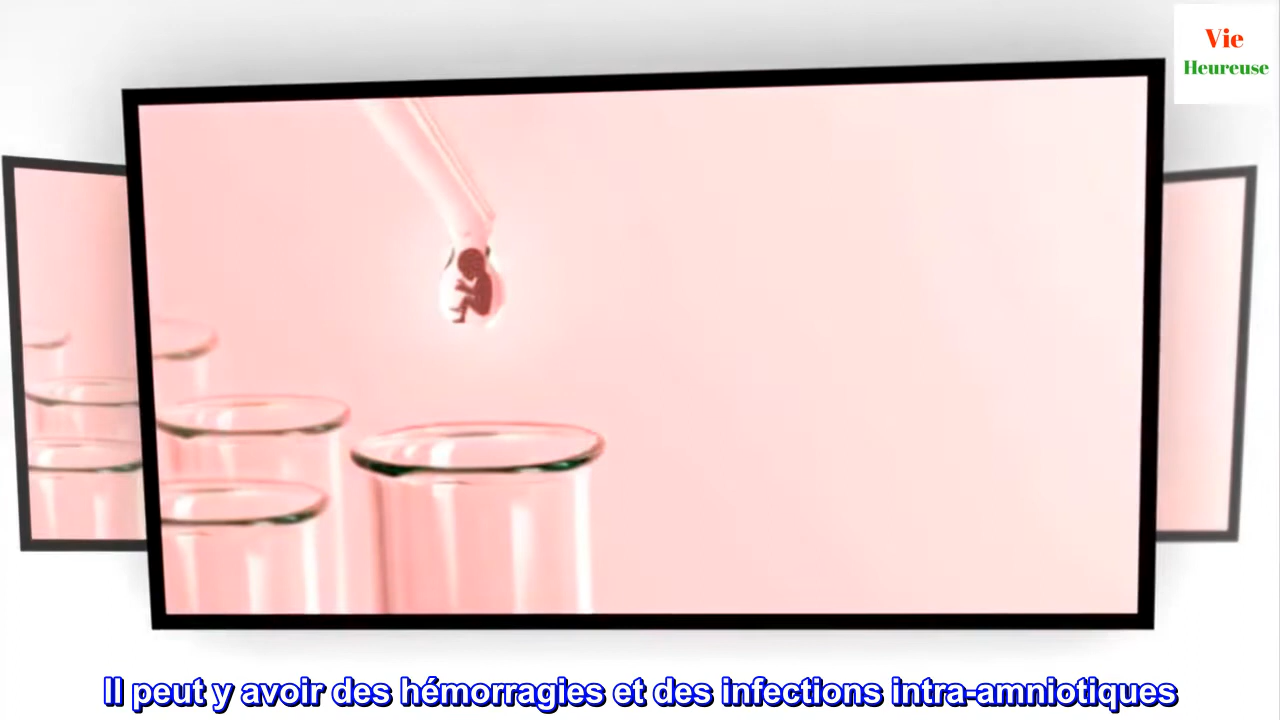 Vie
Heureuse
Il peut y avoir des hémorragies et des infections intra-amniotiques